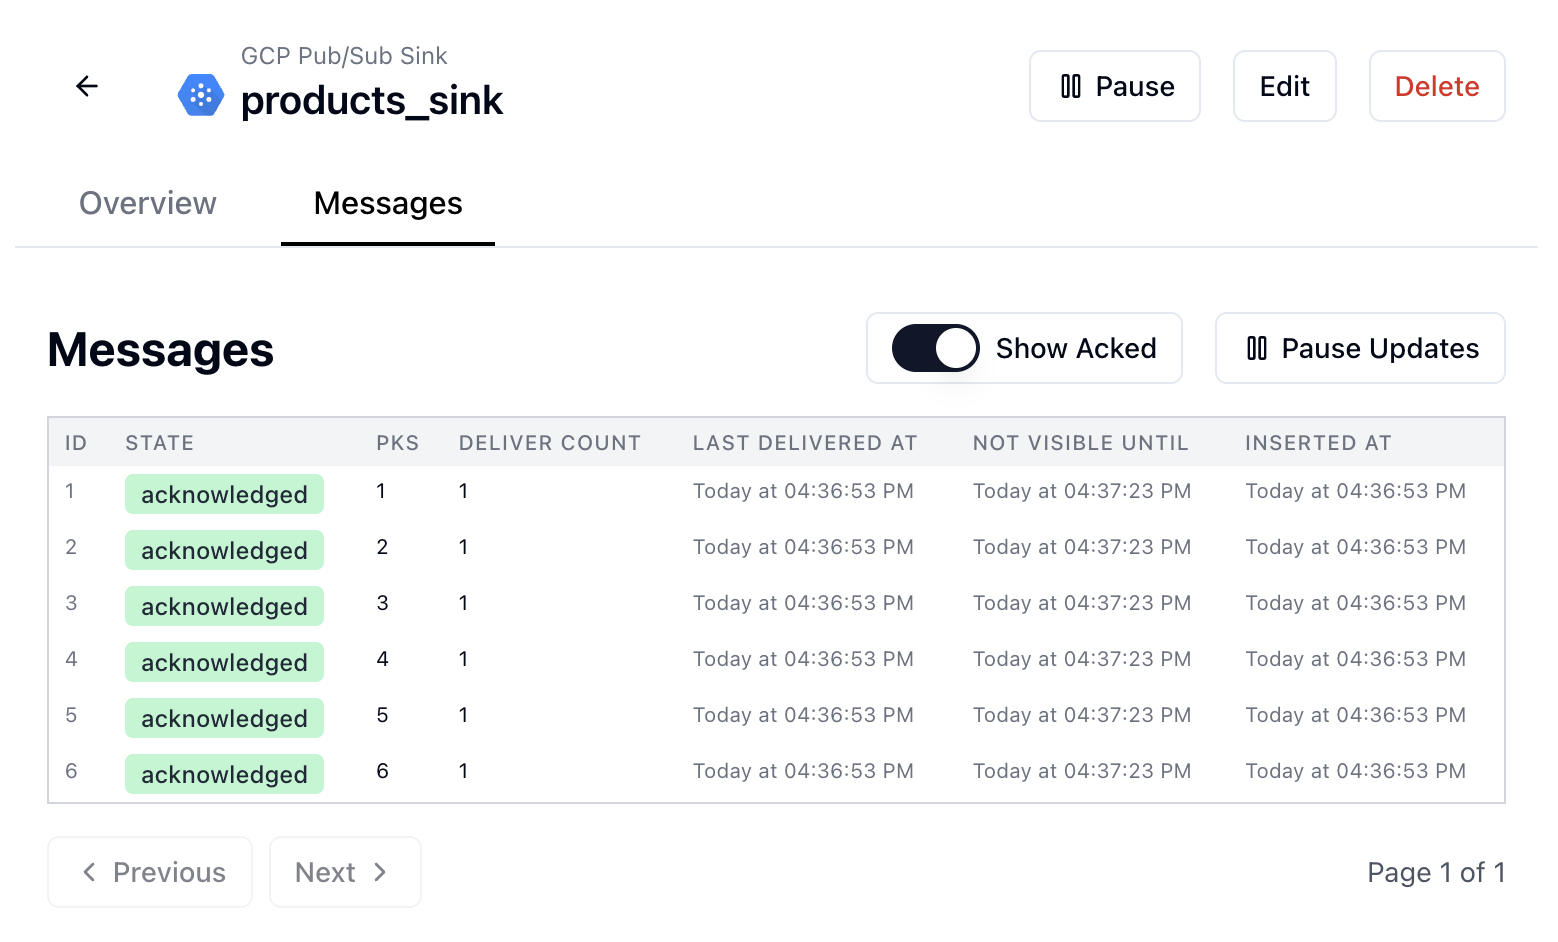 GCP Pub/Sub Sink
products_sink
Pause Edit Delete
Overview Messages
Messages
Show Acked Pause Updates
ID STATE PKS DELIVER COUNT LAST DELIVERED AT NOT VISIBLE UNTIL INSERTED AT
1 acknowledged 1 1 Today at 04:36:53 PM Today at 04:37:23 PM Today at 04:36:53 PM
2 acknowledged 2 1 Today at 04:36:53 PM Today at 04:37:23 PM Today at 04:36:53 PM
3 acknowledged 3 1 Today at 04:36:53 PM Today at 04:37:23 PM Today at 04:36:53 PM
4 acknowledged 4 1 Today at 04:36:53 PM Today at 04:37:23 PM Today at 04:36:53 PM
5 acknowledged 5 1 Today at 04:36:53 PM Today at 04:37:23 PM Today at 04:36:53 PM
6 acknowledged 6 1 Today at 04:36:53 PM Today at 04:37:23 PM Today at 04:36:53 PM
Previous Next Page 1 of 1